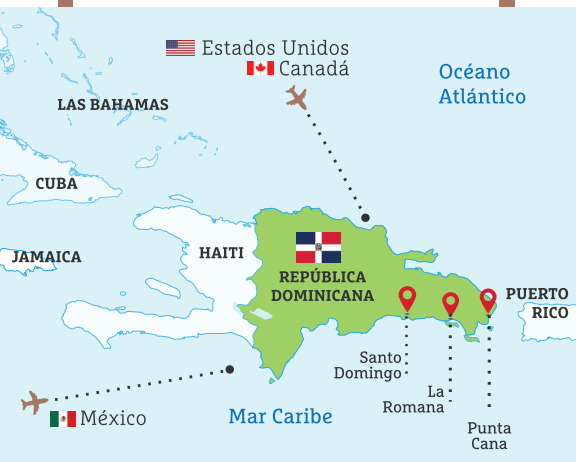 Estados Unidos
Canadá
Océano
Atlántico
LAS BAHAMAS
CUBA
JAMAICA
HAITI
REPÚBLICA
DOMINICANA
PUERTO
RICO
Santo
Domingo
La
Romana
Punta
Cana
México
Mar Caribe